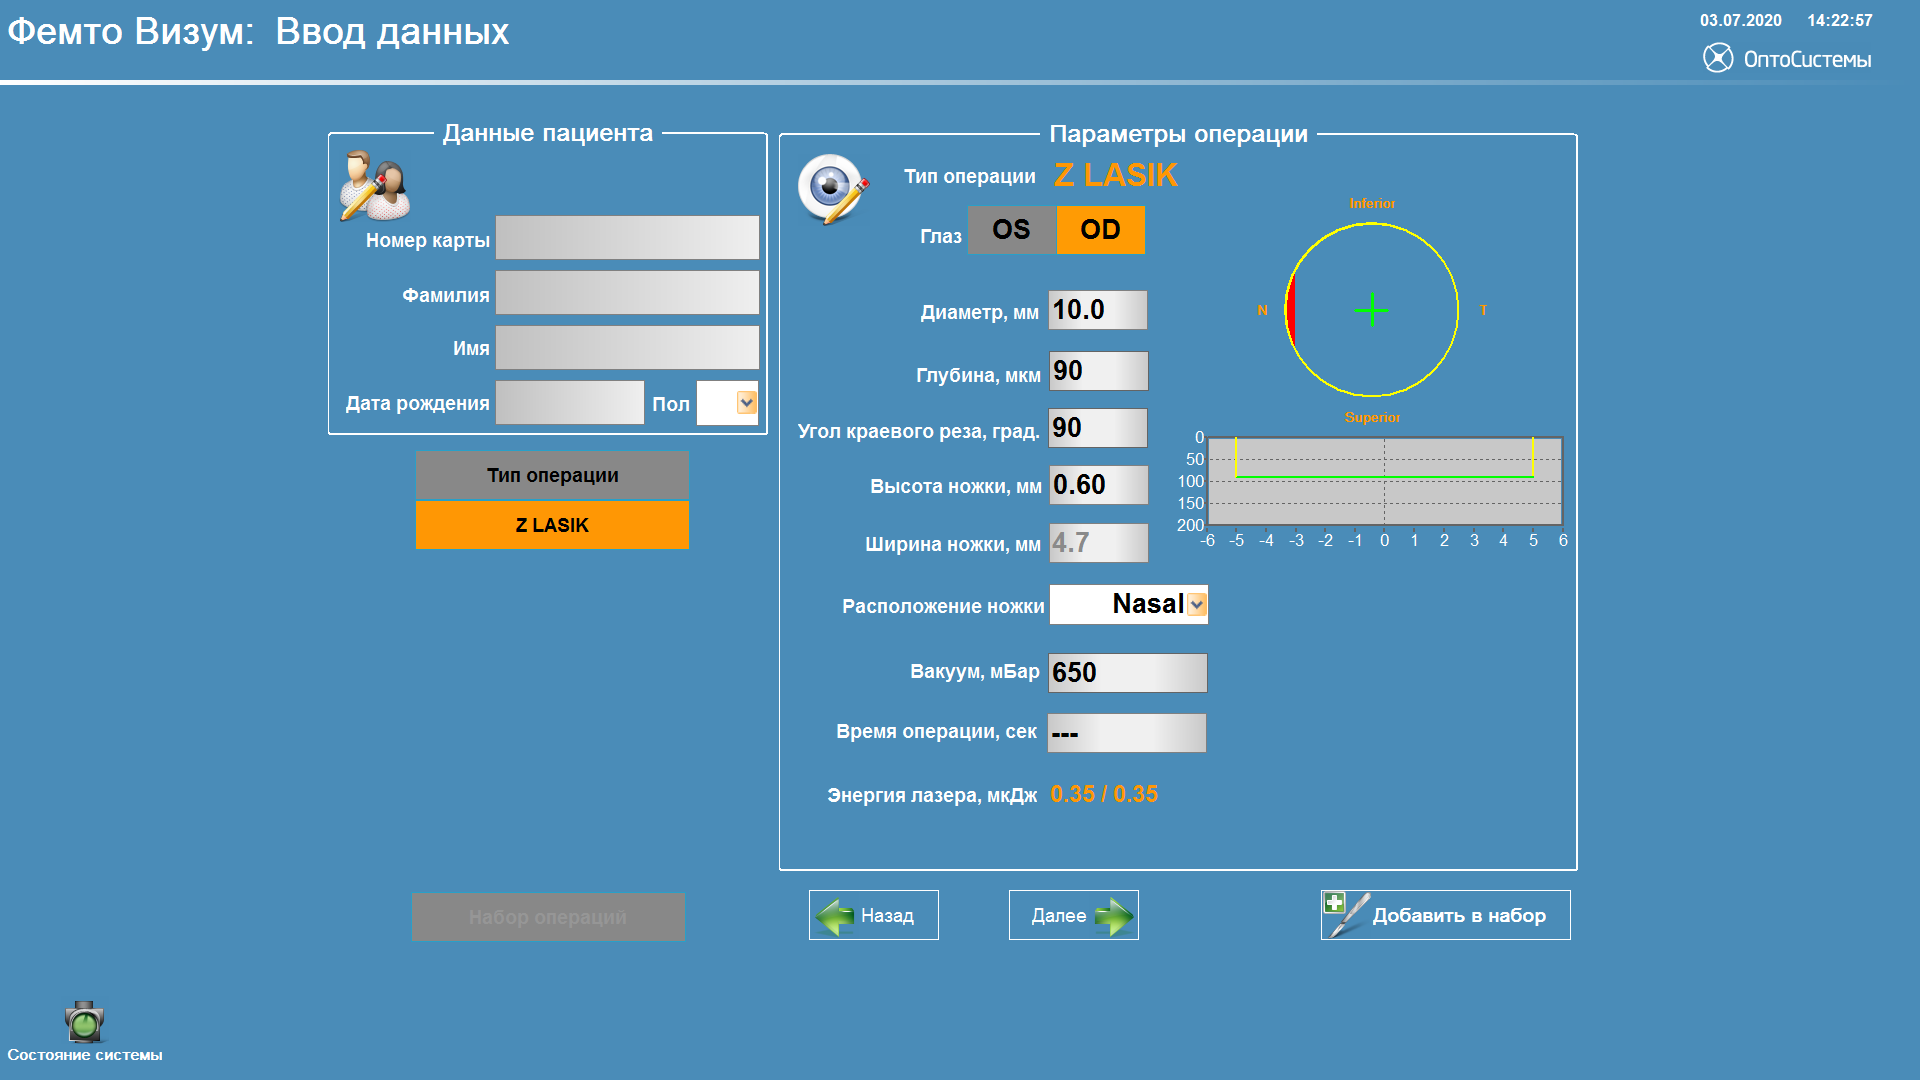 Фемто Визум:  Ввод данных
03.07.2020 14:22:57
ОптоСистемы
Данные пациента
Номер карты
Фамилия
Имя
Дата рождения
Пол
Тип операции
Z LASIK
Параметры операции
Тип операции Z LASIK
Глаз OS OD
Диаметр, мм 10.0
Глубина, мкм 90
Угол краевого реза, град. 90
Высота ножки, мм 0.60
Ширина ножки, мм 4.7
Расположение ножки Nasal
Вакуум, мБар 650
Время операции, сек ---
Энергия лазера, мкДж 0.35 / 0.35
Inferior
N T
Superior
0
50
100
150
200
-6 -5 -4 -3 -2 -1 0 1 2 3 4 5 6
Набор операций
Назад
Далее
Добавить в набор
Состояние системы